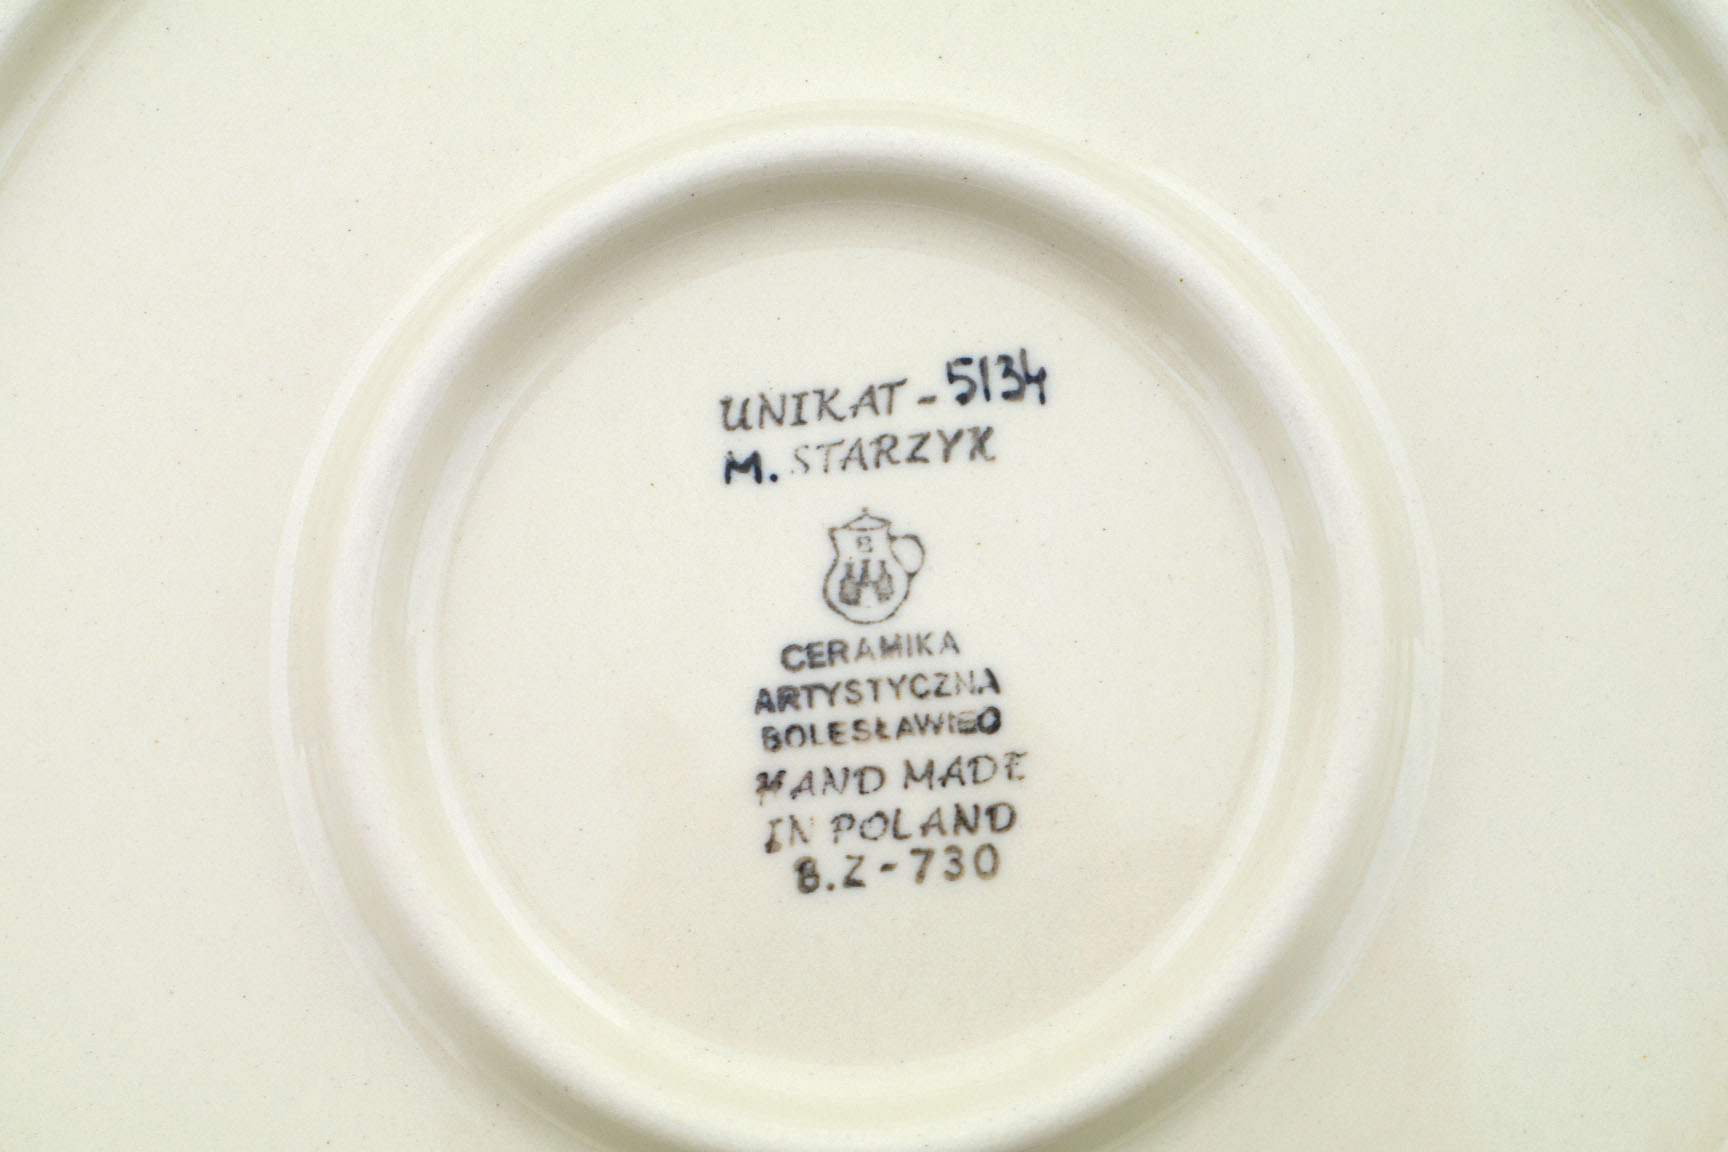 UNIKAT - 5134
M. STARZYK
B
CERAMIKA
ARTYSTYCZNA
BOLESŁAWIEC
HAND MADE
IN POLAND
B.Z - 730